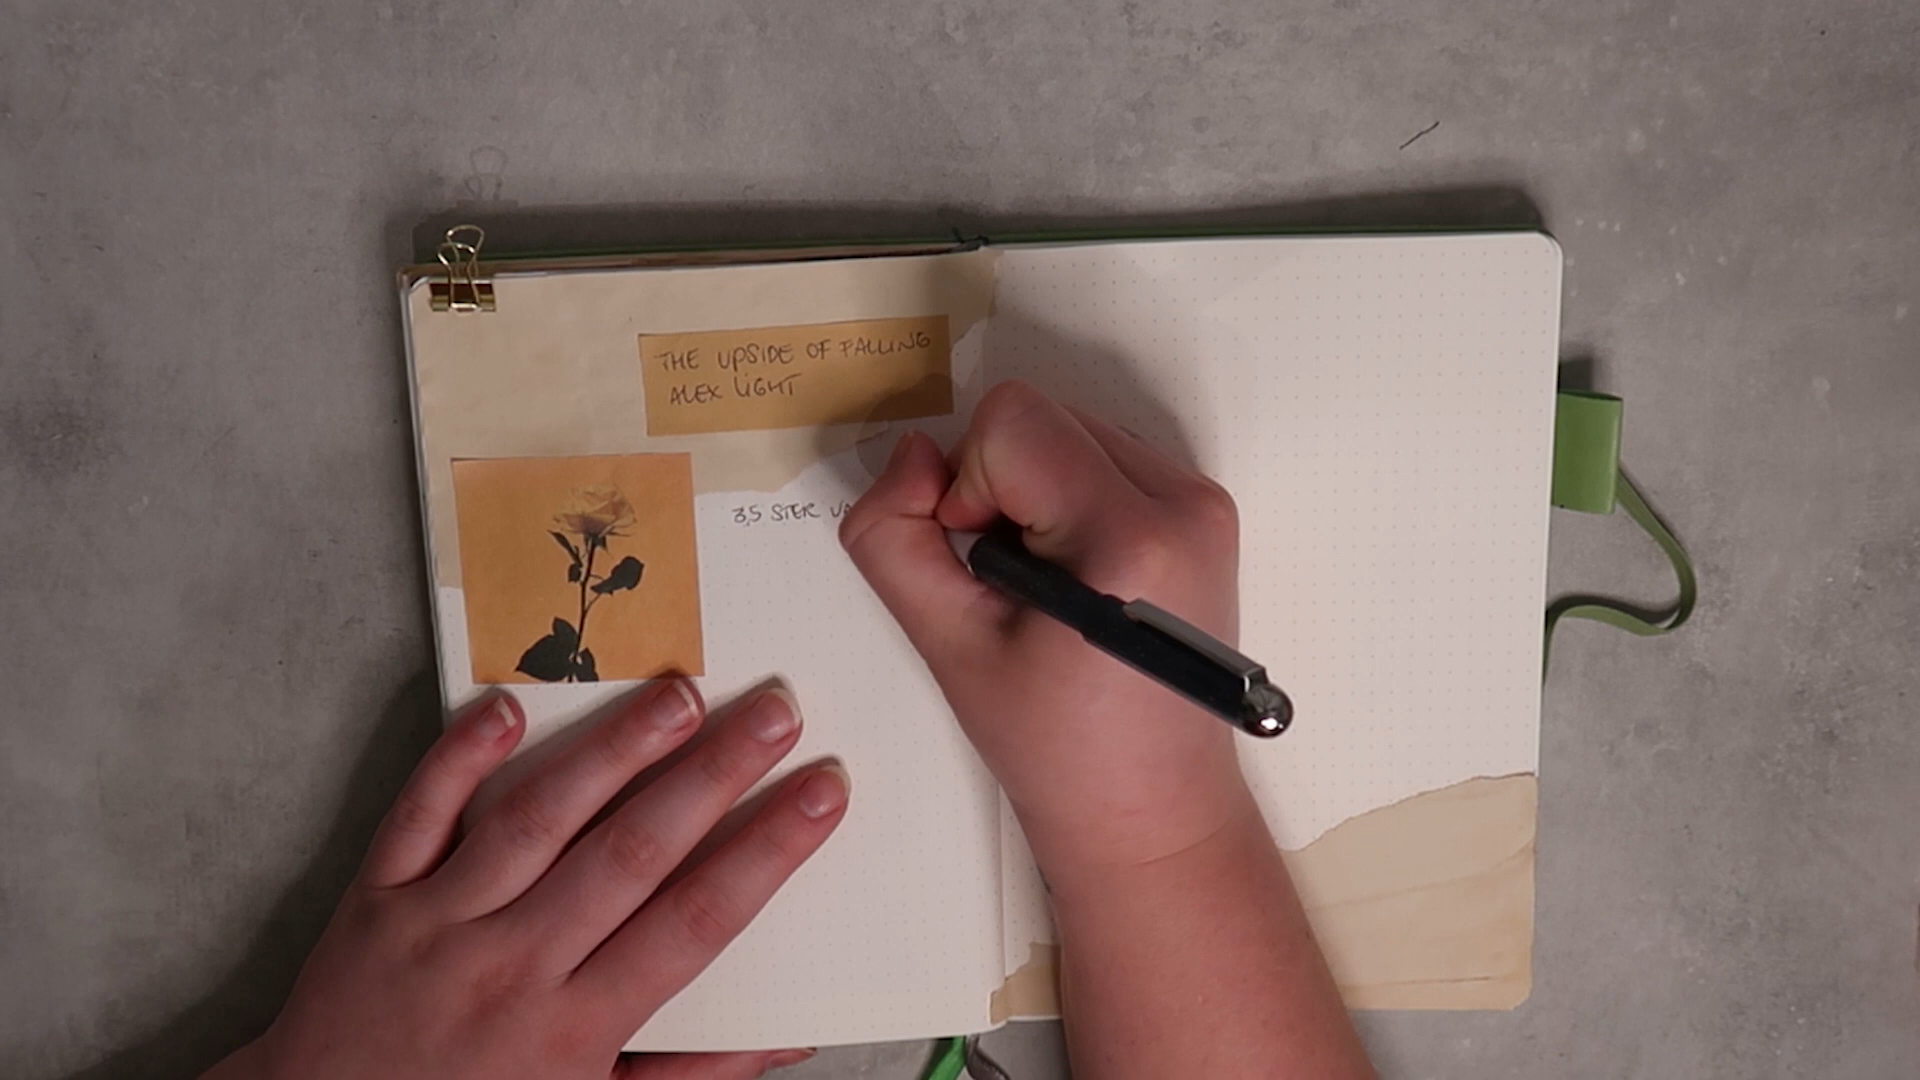 THE UPSIDE OF FALLING
ALEX LIGHT
3,5 STER